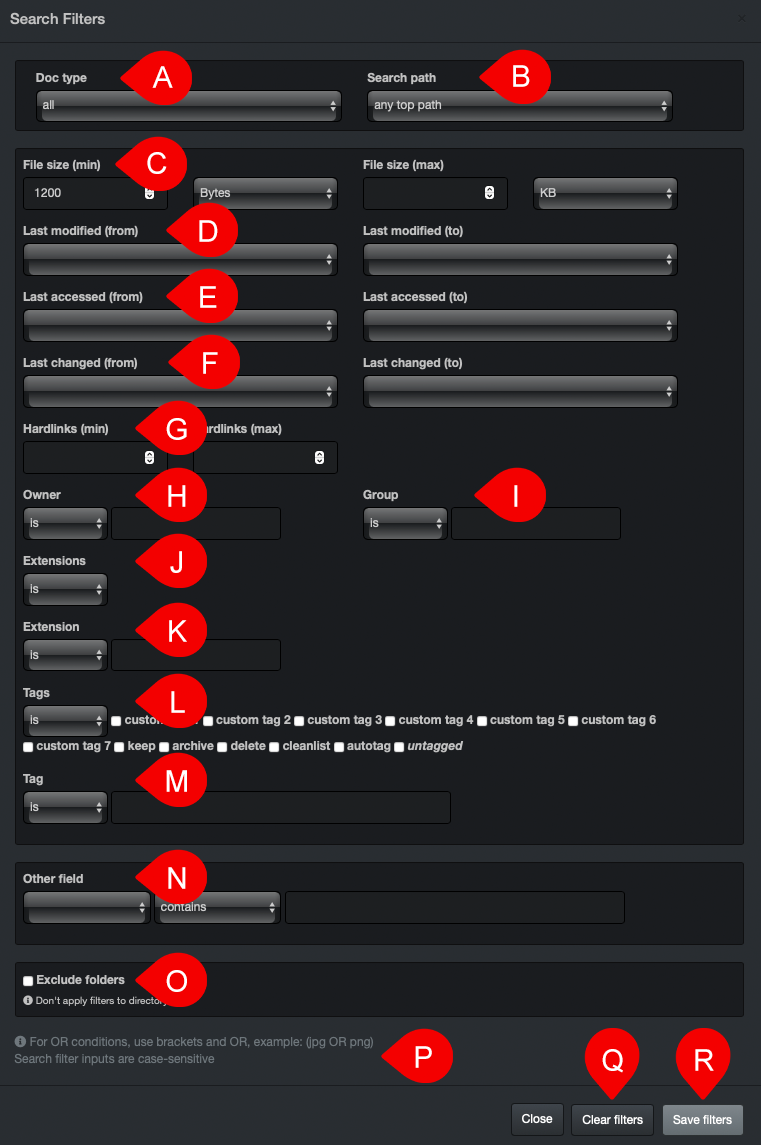 Search Filters ×
Doc type A Search path B
all any top path
File size (min) C File size (max)
1200 Bytes KB
Last modified (from) D Last modified (to)
Last accessed (from) E Last accessed (to)
Last changed (from) F Last changed (to)
Hardlinks (min) G rdlinks (max)
Owner H Group I
is is
Extensions J
is
Extension K
is
Tags L
is custo custom tag 2 custom tag 3 custom tag 4 custom tag 5 custom tag 6
custom tag 7 keep archive delete cleanlist autotag untagged
Tag M
is
Other field N
contains
Exclude folders O
Don't apply filters to directory
For OR conditions, use brackets and OR, example: (jpg OR png)
Search filter inputs are case-sensitive
P Q R
Close Clear filters Save filters